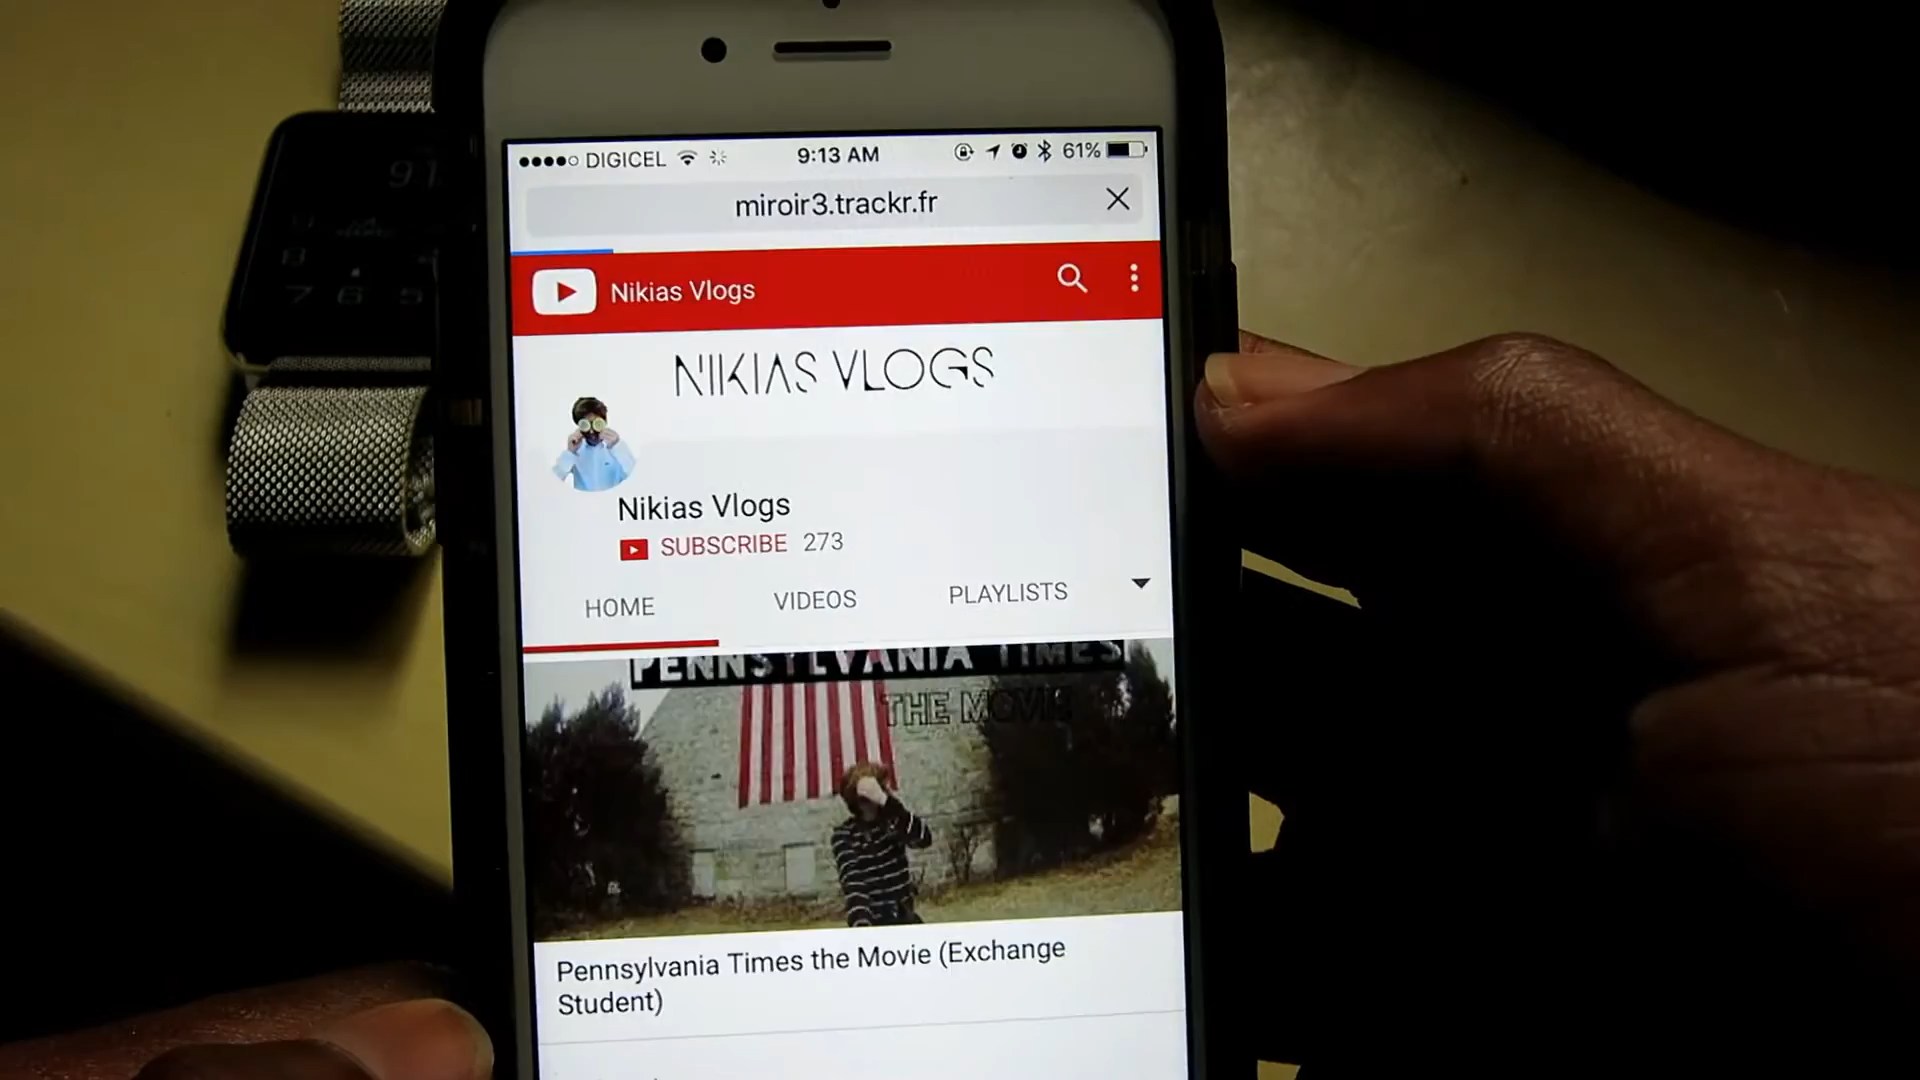 DIGICEL 9:13 AM 61%
miroir3.trackr.fr
Nikias Vlogs
NIKIAS VLOGS
Nikias Vlogs
SUBSCRIBE 273
HOME VIDEOS PLAYLISTS
PENNSYLVANIA TIMES
THE MOVIE
Pennsylvania Times the Movie (Exchange
Student)